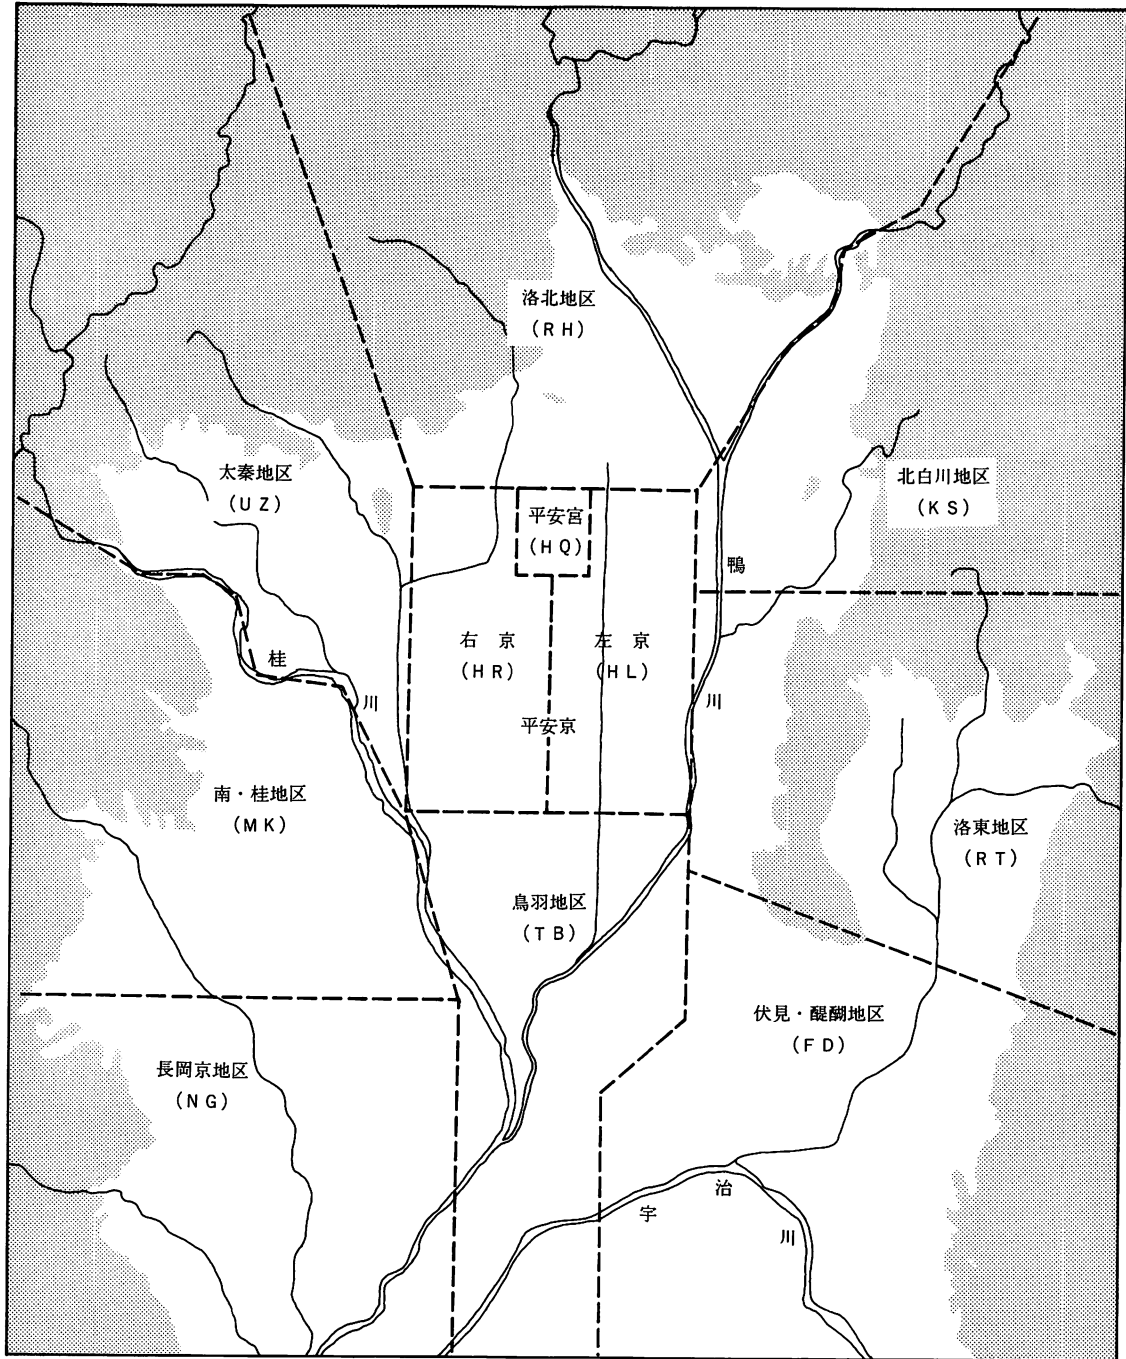 洛北地区
(RH)
太秦地区
(UZ)
北白川地区
(KS)
平安宮
(HQ)
鴨
川
右京
(HR)
左京
(HL)
平安京
桂
川
南・桂地区
(MK)
洛東地区
(RT)
鳥羽地区
(TB)
伏見・醍醐地区
(FD)
長岡京地区
(NG)
宇
治
川